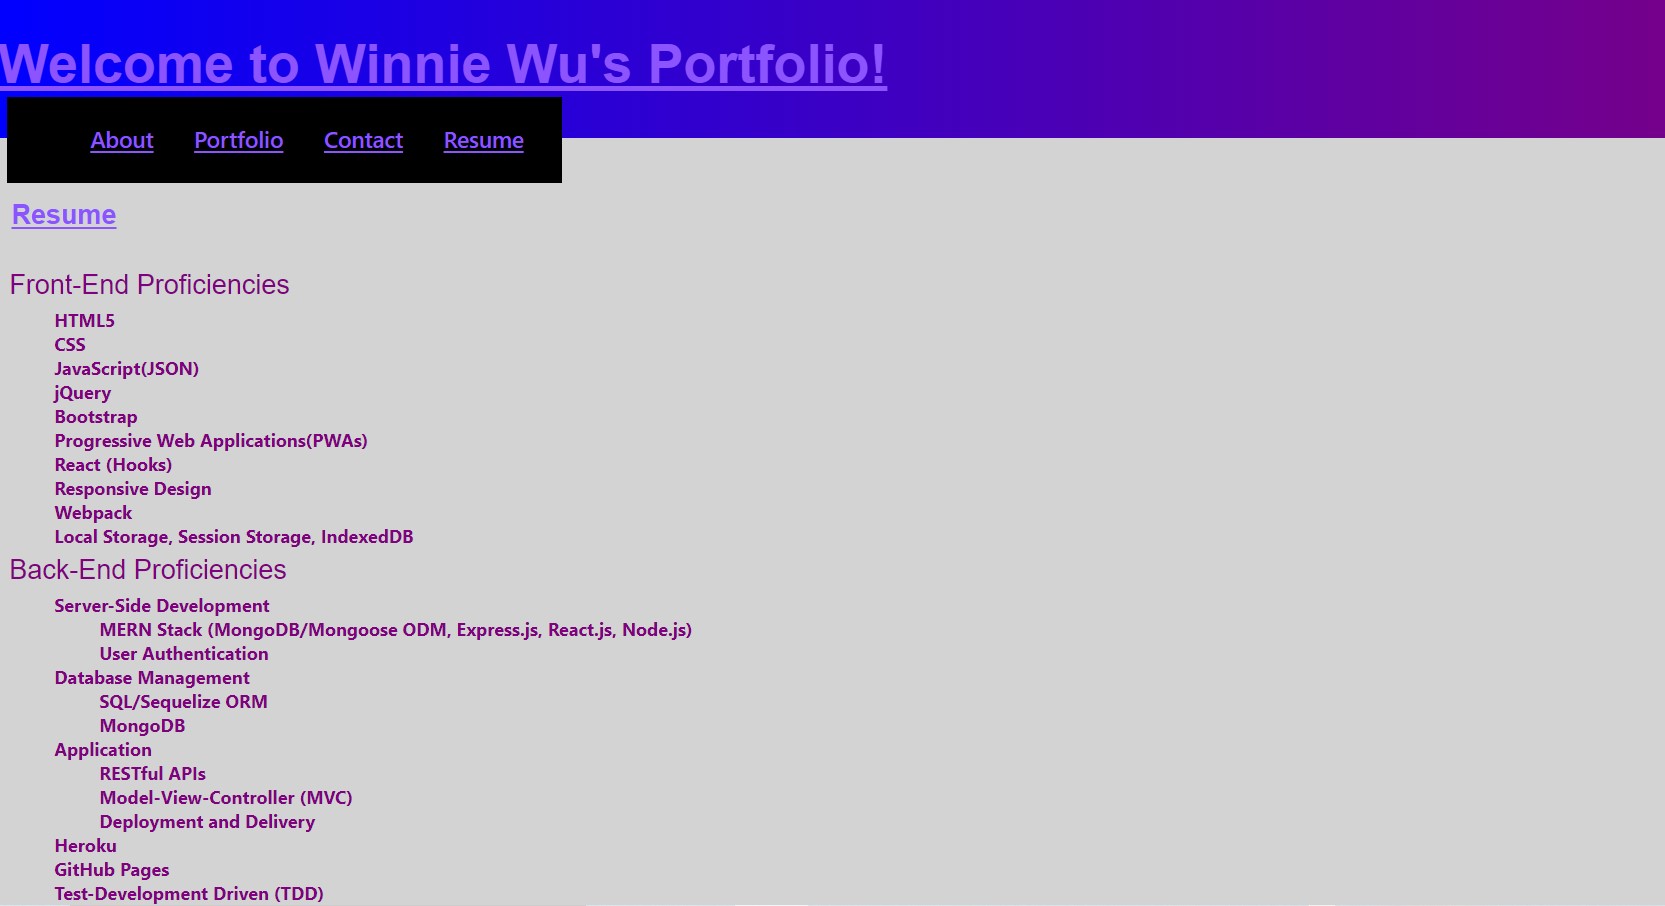 Welcome to Winnie Wu's Portfolio!
About Portfolio Contact Resume
Resume
Front-End Proficiencies
HTML5
CSS
JavaScript(JSON)
jQuery
Bootstrap
Progressive Web Applications(PWAs)
React (Hooks)
Responsive Design
Webpack
Local Storage, Session Storage, IndexedDB
Back-End Proficiencies
Server-Side Development
MERN Stack (MongoDB/Mongoose ODM, Express.js, React.js, Node.js)
User Authentication
Database Management
SQL/Sequelize ORM
MongoDB
Application
RESTful APIs
Model-View-Controller (MVC)
Deployment and Delivery
Heroku
GitHub Pages
Test-Development Driven (TDD)